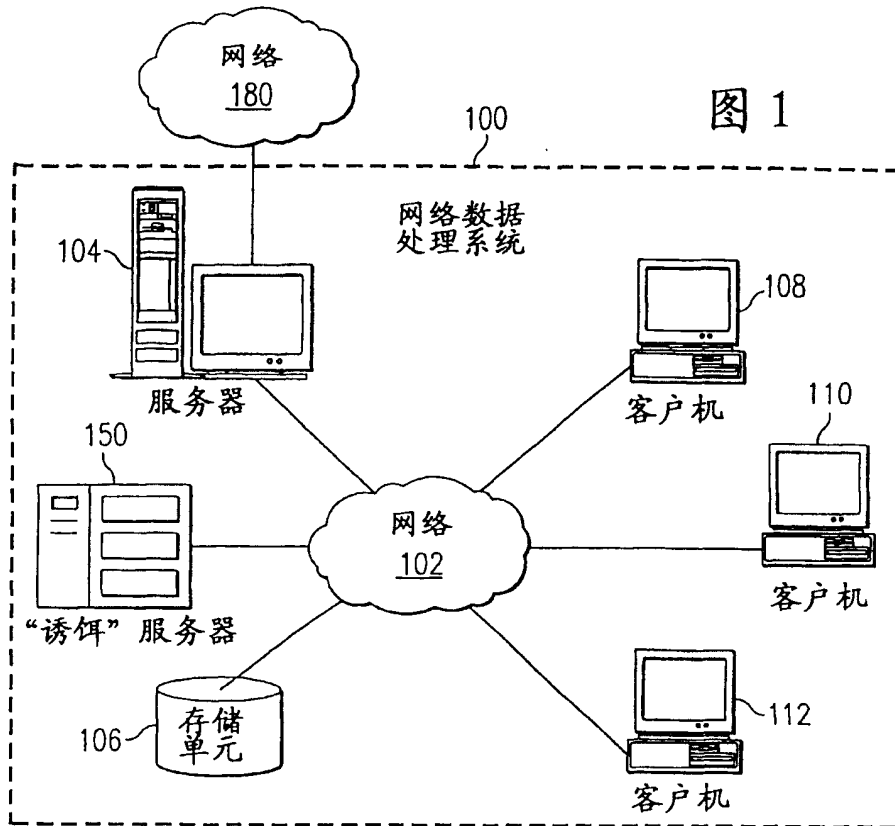 网络
180
图 1
100
网络数据
处理系统
104
服务器
108
客户机
110
客户机
150
“诱饵” 服务器
网络
102
存储
单元
106
112
客户机